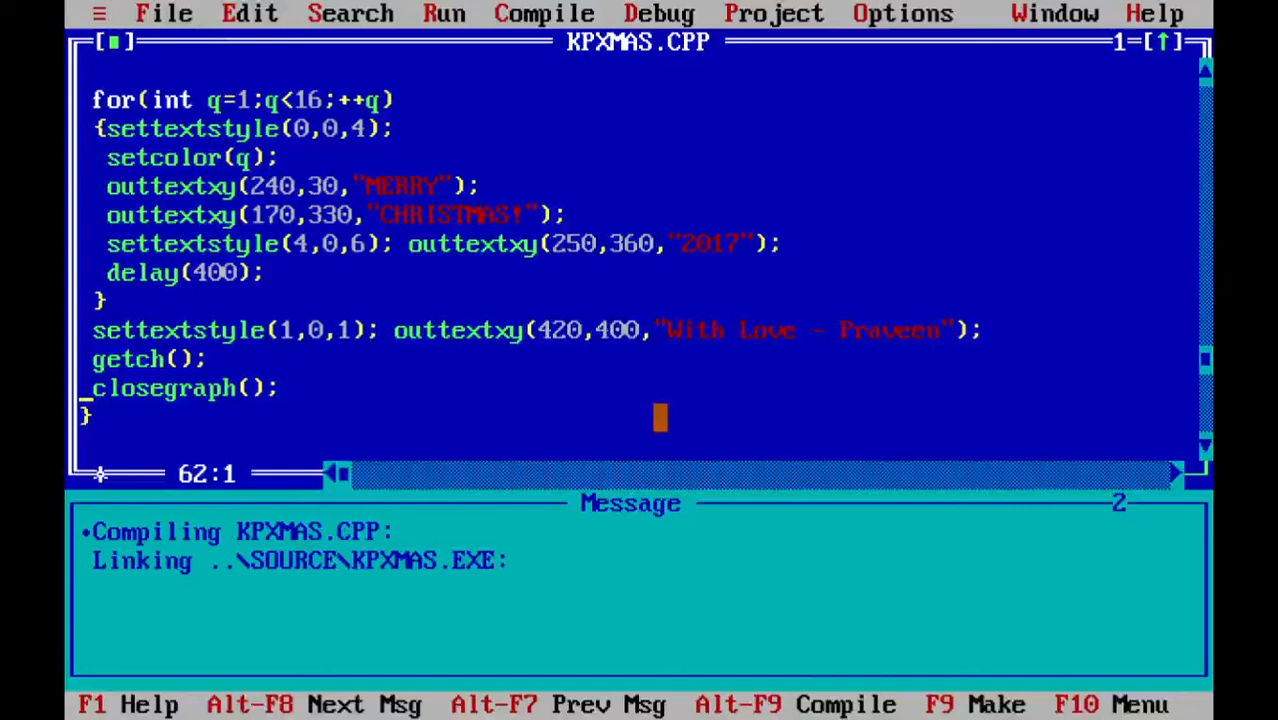 ≡ File Edit Search Run Compile Debug Project Options Window Help
[■] KPXMAS.CPP 1=[↑]
for(int q=1;q<16;++q)
{settextstyle(0,0,4);
setcolor(q);
outtextxy(240,30,"MERRY");
outtextxy(170,330,"CHRISTMAS!");
settextstyle(4,0,6); outtextxy(250,360,"2017");
delay(400);
}
settextstyle(1,0,1); outtextxy(420,400,"With Love - Praveen");
getch();
closegraph();
}
62:1
Message 2
•Compiling KPXMAS.CPP:
Linking ..\SOURCE\KPXMAS.EXE:
F1 Help Alt-F8 Next Msg Alt-F7 Prev Msg Alt-F9 Compile F9 Make F10 Menu